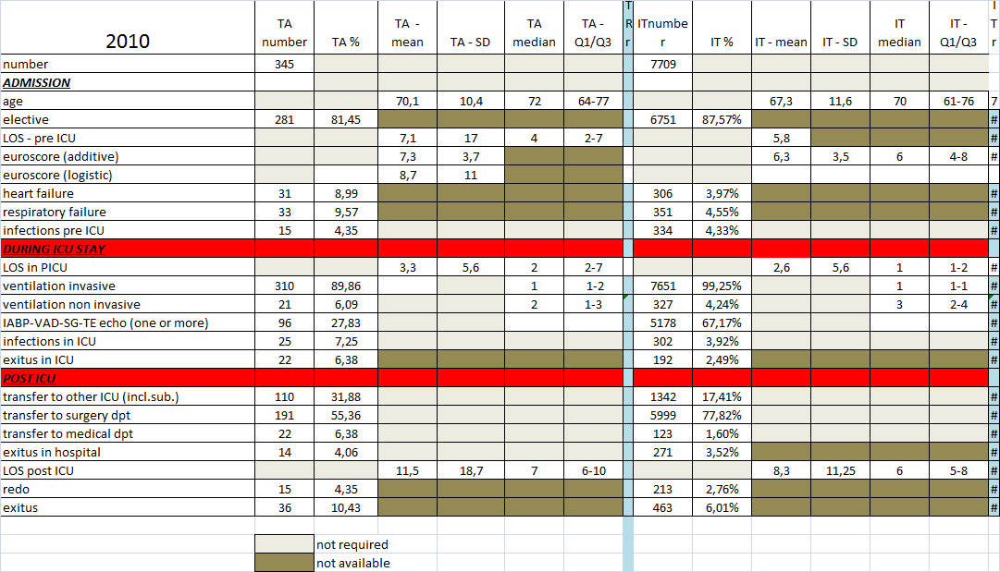 2010 TA number TA % TA - mean TA - SD TA median TA - Q1/Q3 T R r ITnumber IT % IT - mean IT - SD IT median IT - Q1/Q3 I T r
number 345 7709
ADMISSION
age 70,1 10,4 72 64-77 67,3 11,6 70 61-76 7
elective 281 81,45 6751 87,57% #
LOS - pre ICU 7,1 17 4 2-7 5,8 #
euroscore (additive) 7,3 3,7 6,3 3,5 6 4-8 #
euroscore (logistic) 8,7 11
heart failure 31 8,99 306 3,97% #
respiratory failure 33 9,57 351 4,55% #
infections pre ICU 15 4,35 334 4,33% #
DURING ICU STAY
LOS in PICU 3,3 5,6 2 2-7 2,6 5,6 1 1-2 #
ventilation invasive 310 89,86 1 1-2 7651 99,25% 1 1-1 #
ventilation non invasive 21 6,09 2 1-3 327 4,24% 3 2-4 #
IABP-VAD-SG-TE echo (one or more) 96 27,83 5178 67,17% #
infections in ICU 25 7,25 302 3,92% #
exitus in ICU 22 6,38 192 2,49% #
POST ICU
transfer to other ICU (incl.sub.) 110 31,88 1342 17,41% #
transfer to surgery dpt 191 55,36 5999 77,82% #
transfer to medical dpt 22 6,38 123 1,60% #
exitus in hospital 14 4,06 271 3,52% #
LOS post ICU 11,5 18,7 7 6-10 8,3 11,25 6 5-8 #
redo 15 4,35 213 2,76% #
exitus 36 10,43 463 6,01% #
not required
not available